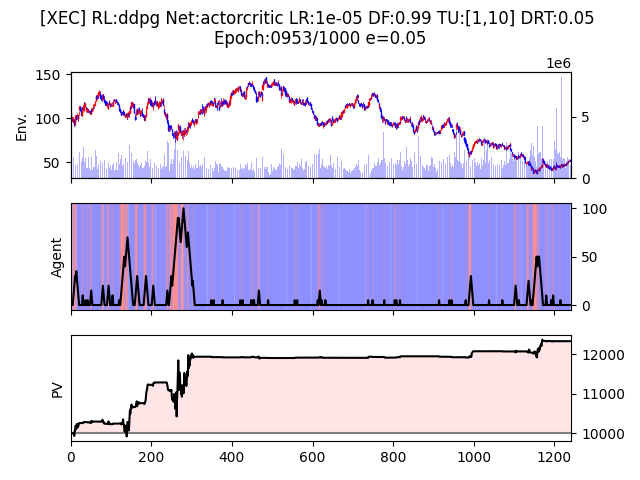 [XEC] RL:ddpg Net:actorcritic LR:1e-05 DF:0.99 TU:[1,10] DRT:0.05
Epoch:0953/1000 e=0.05
1e6
150
100
50
Env.
5
0
Agent
100
50
0
PV
12000
11000
10000
0 200 400 600 800 1000 1200